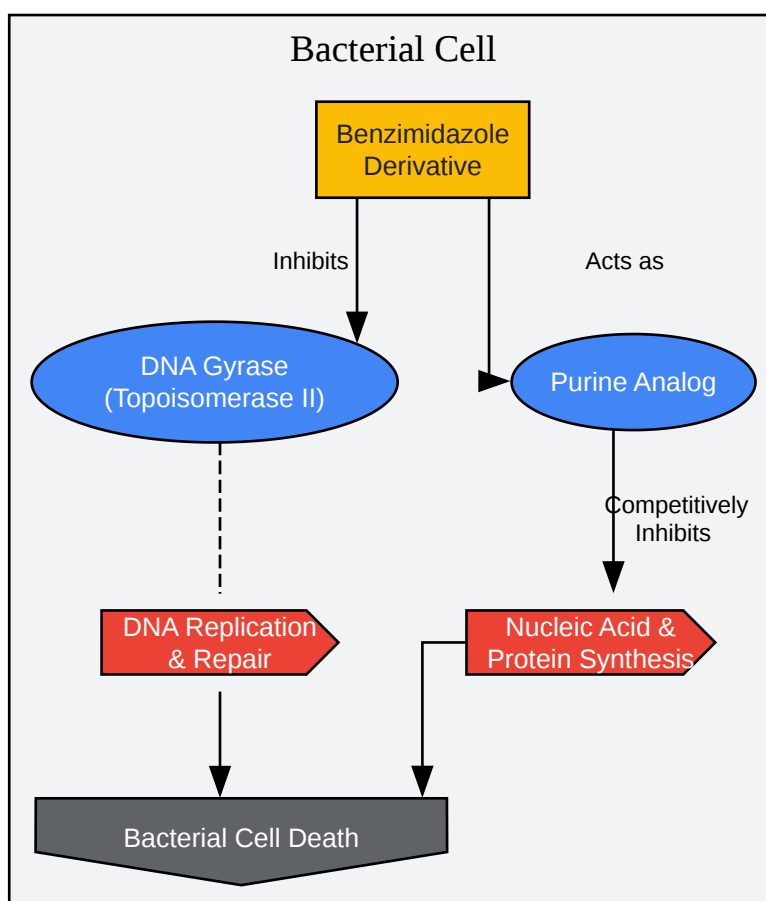 Bacterial Cell
Benzimidazole
Derivative
Inhibits
Acts as
DNA Gyrase
(Topoisomerase II)
Purine Analog
Competitively
Inhibits
DNA Replication
& Repair
Nucleic Acid &
Protein Synthesis
Bacterial Cell Death